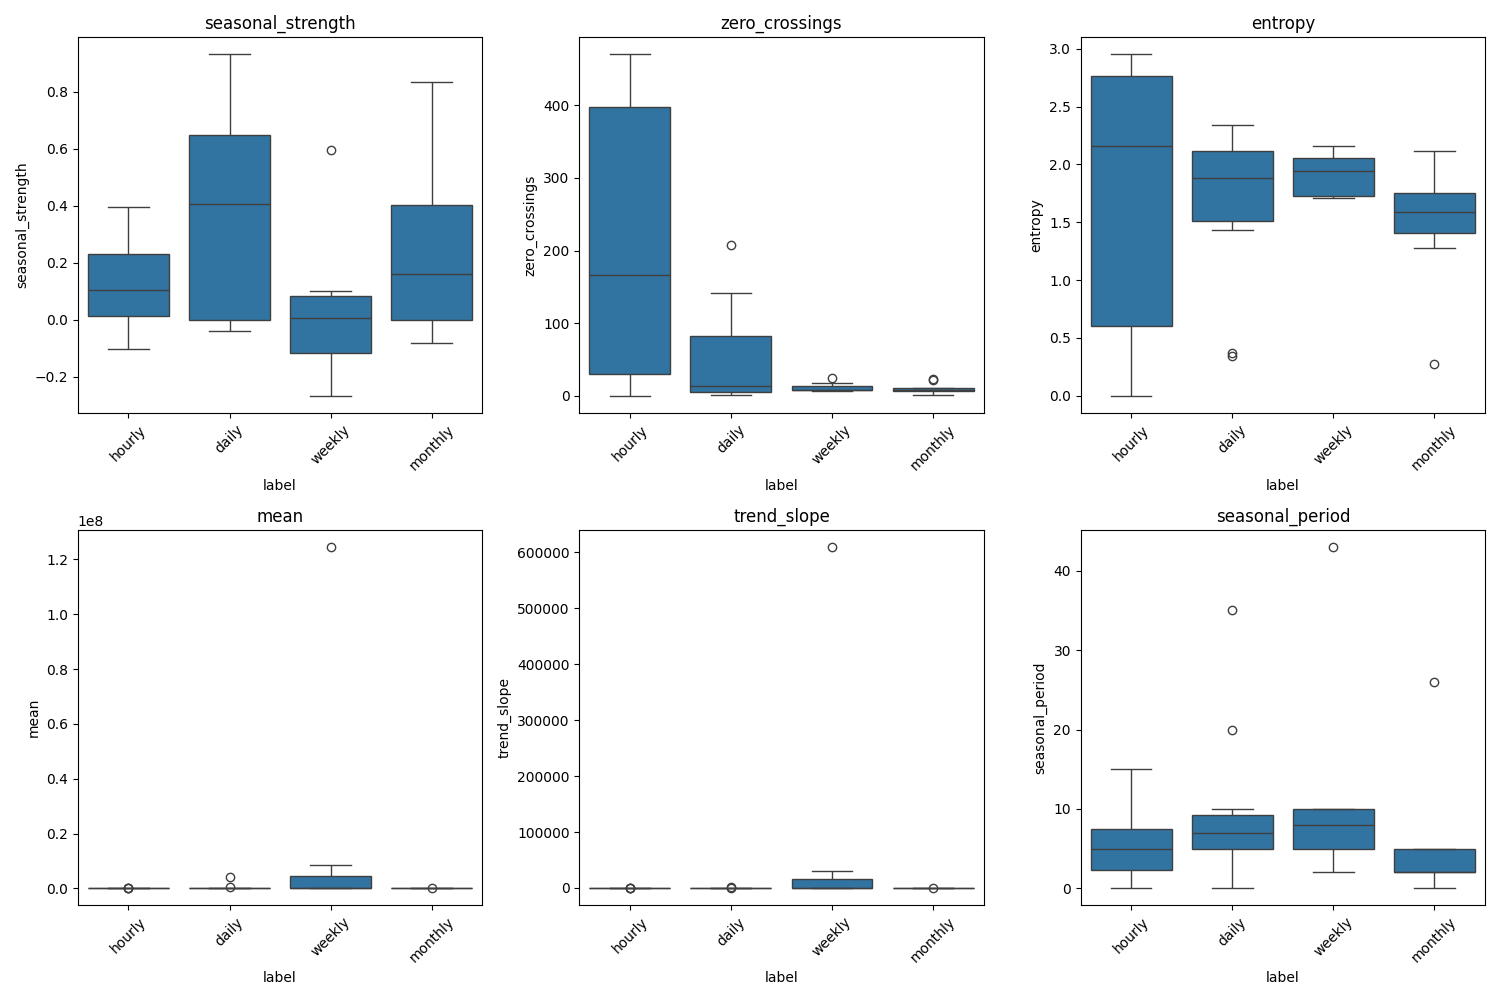 seasonal_strength
seasonal_strength
0.8
0.6
0.4
0.2
0.0
−0.2
hourly
daily
weekly
monthly
label
zero_crossings
zero_crossings
400
300
200
100
0
hourly
daily
weekly
monthly
label
entropy
entropy
3.0
2.5
2.0
1.5
1.0
0.5
0.0
hourly
daily
weekly
monthly
label
mean
1e8
mean
1.2
1.0
0.8
0.6
0.4
0.2
0.0
hourly
daily
weekly
monthly
label
trend_slope
trend_slope
600000
500000
400000
300000
200000
100000
0
hourly
daily
weekly
monthly
label
seasonal_period
seasonal_period
40
30
20
10
0
hourly
daily
weekly
monthly
label